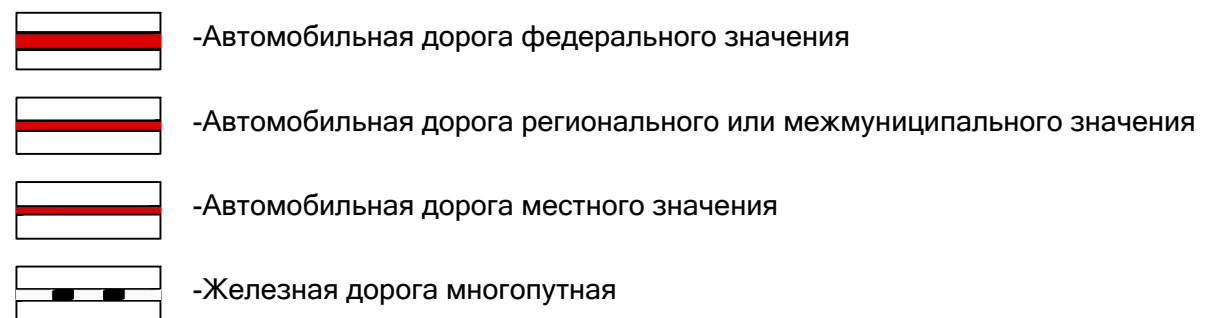 -Автомобильная дорога федерального значения
-Автомобильная дорога регионального или межмуниципального значения
-Автомобильная дорога местного значения
-Железная дорога многопутная